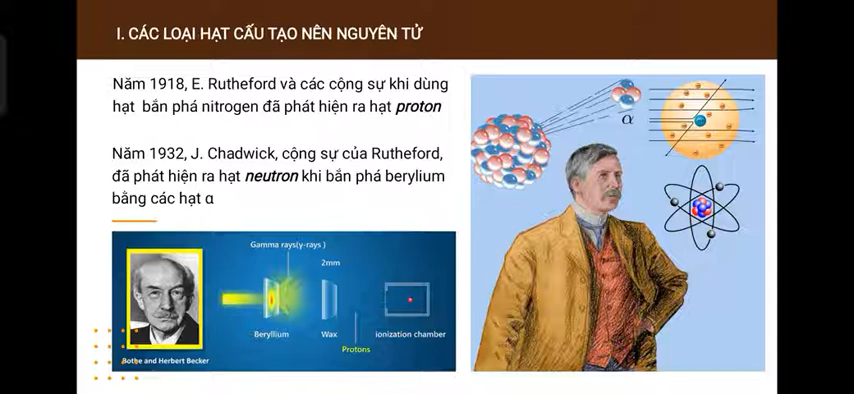 I. CÁC LOẠI HẠT CẤU TẠO NÊN NGUYÊN TỬ
Năm 1918, E. Rutheford và các cộng sự khi dùng
hạt bắn phá nitrogen đã phát hiện ra hạt proton
Năm 1932, J. Chadwick, cộng sự của Rutheford,
đã phát hiện ra hạt neutron khi bắn phá berylium
bằng các hạt α
Gamma rays(γ-rays )
2mm
Beryllium
Wax
ionization chamber
Protons
Bothe and Herbert Becker
α